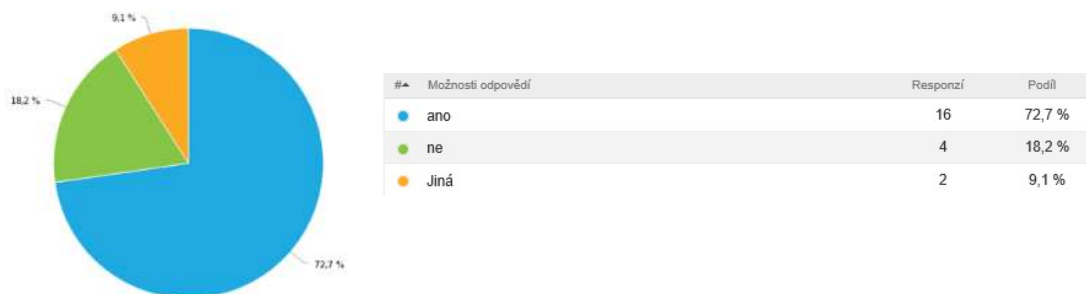 9,1 %
18,2 %
72,7 %
# Možnosti odpovědí Responzí Podíl
ano 16 72,7 %
ne 4 18,2 %
Jiná 2 9,1 %